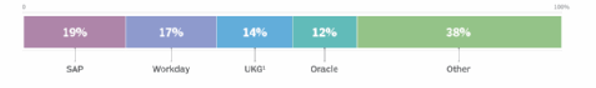 0 100%
19% 17% 14% 12% 38%
SAP Workday UKG¹ Oracle Other